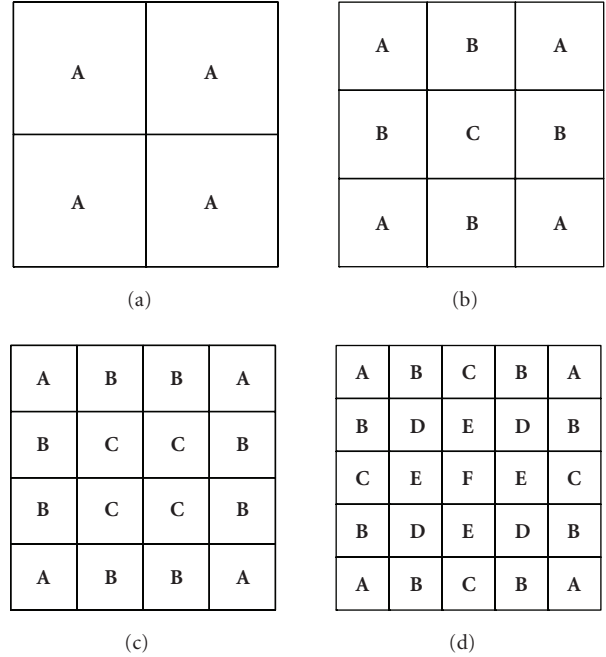 A A
A A
(a)
A B A
B C B
A B A
(b)
A B B A
B C C B
B C C B
A B B A
(c)
A B C B A
B D E D B
C E F E C
B D E D B
A B C B A
(d)